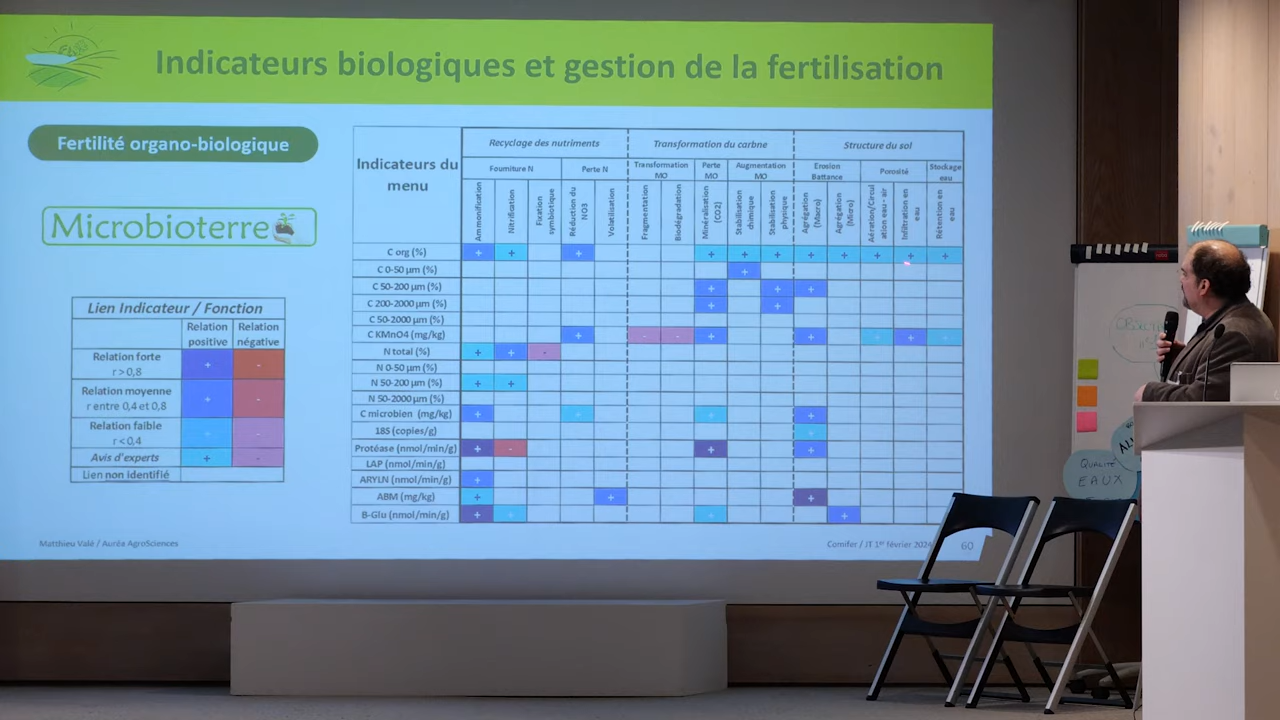 Indicateurs biologiques et gestion de la fertilisation
Fertilité organo-biologique
Microbioterre
Lien Indicateur / Fonction
Relation positive
Relation négative
Relation forte
r > 0,8
+ -
Relation moyenne
r entre 0,4 et 0,8
+ -
Relation faible
r < 0,4
+ -
Avis d'experts
+ -
Lien non identifié
Indicateurs du menu
Recyclage des nutriments
Transformation du carbne
Structure du sol
Fourniture N
Perte N
Transformation MO
Perte MO
Augmentation MO
Erosion Battance
Porosité
Stockage eau
Ammonification
Nitrification
Fixation symbiotique
Réduction du NO3
Volatilisation
Fragmentation
Biodégradation
Minéralisation (CO2)
Stabilisation chimique
Stabilisation physique
Agrégation (Macro)
Agrégation (Micro)
Aération/Circulation eau - air
Infiltration en eau
Rétention en eau
C org (%) + + + + + + + + + + +
C 0-50 µm (%) +
C 50-200 µm (%) + + +
C 200-2000 µm (%) + +
C 50-2000 µm (%)
C KMnO4 (mg/kg) + - - + + + + +
N total (%) + + -
N 0-50 µm (%)
N 50-200 µm (%) + +
N 50-2000 µm (%)
C microbien (mg/kg) + + + +
18S (copies/g) +
Protéase (nmol/min/g) + - + +
LAP (nmol/min/g)
ARYLN (nmol/min/g) +
ABM (mg/kg) + + +
B-Glu (nmol/min/g) + + + +
Matthieu Valé / Auréa AgroSciences
Comifer / JT 1er février 2024
60
QUALITÉ
EAUX